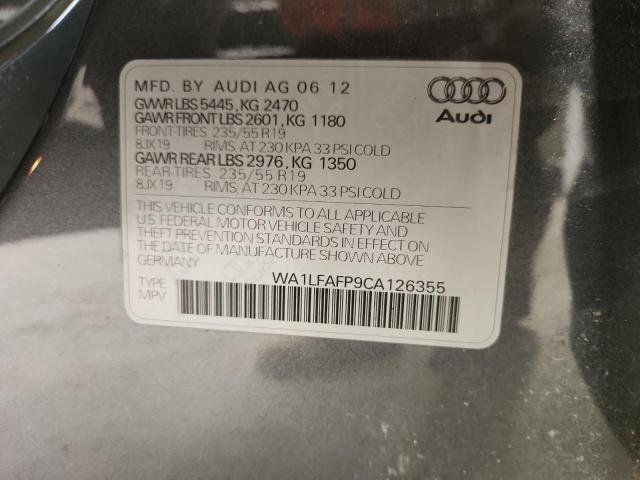 MFD. BY AUDI AG 06 12
GVWR LBS 5445, KG 2470
GAWR FRONT LBS 2601, KG 1180
FRONT-TIRES 235/55 R19
8JX19 RIMS AT 230 KPA 33 PSI COLD
GAWR REAR LBS 2976, KG 1350
REAR-TIRES 235/55 R19
8JX19 RIMS AT 230 KPA 33 PSI COLD
Audi
THIS VEHICLE CONFORMS TO ALL APPLICABLE
U.S FEDERAL MOTOR VEHICLE SAFETY AND
THEFT PREVENTION STANDARDS IN EFFECT ON
THE DATE OF MANUFACTURE SHOWN ABOVE
GERMANY
WA1LFAFP9CA126355
TYPE
MPV